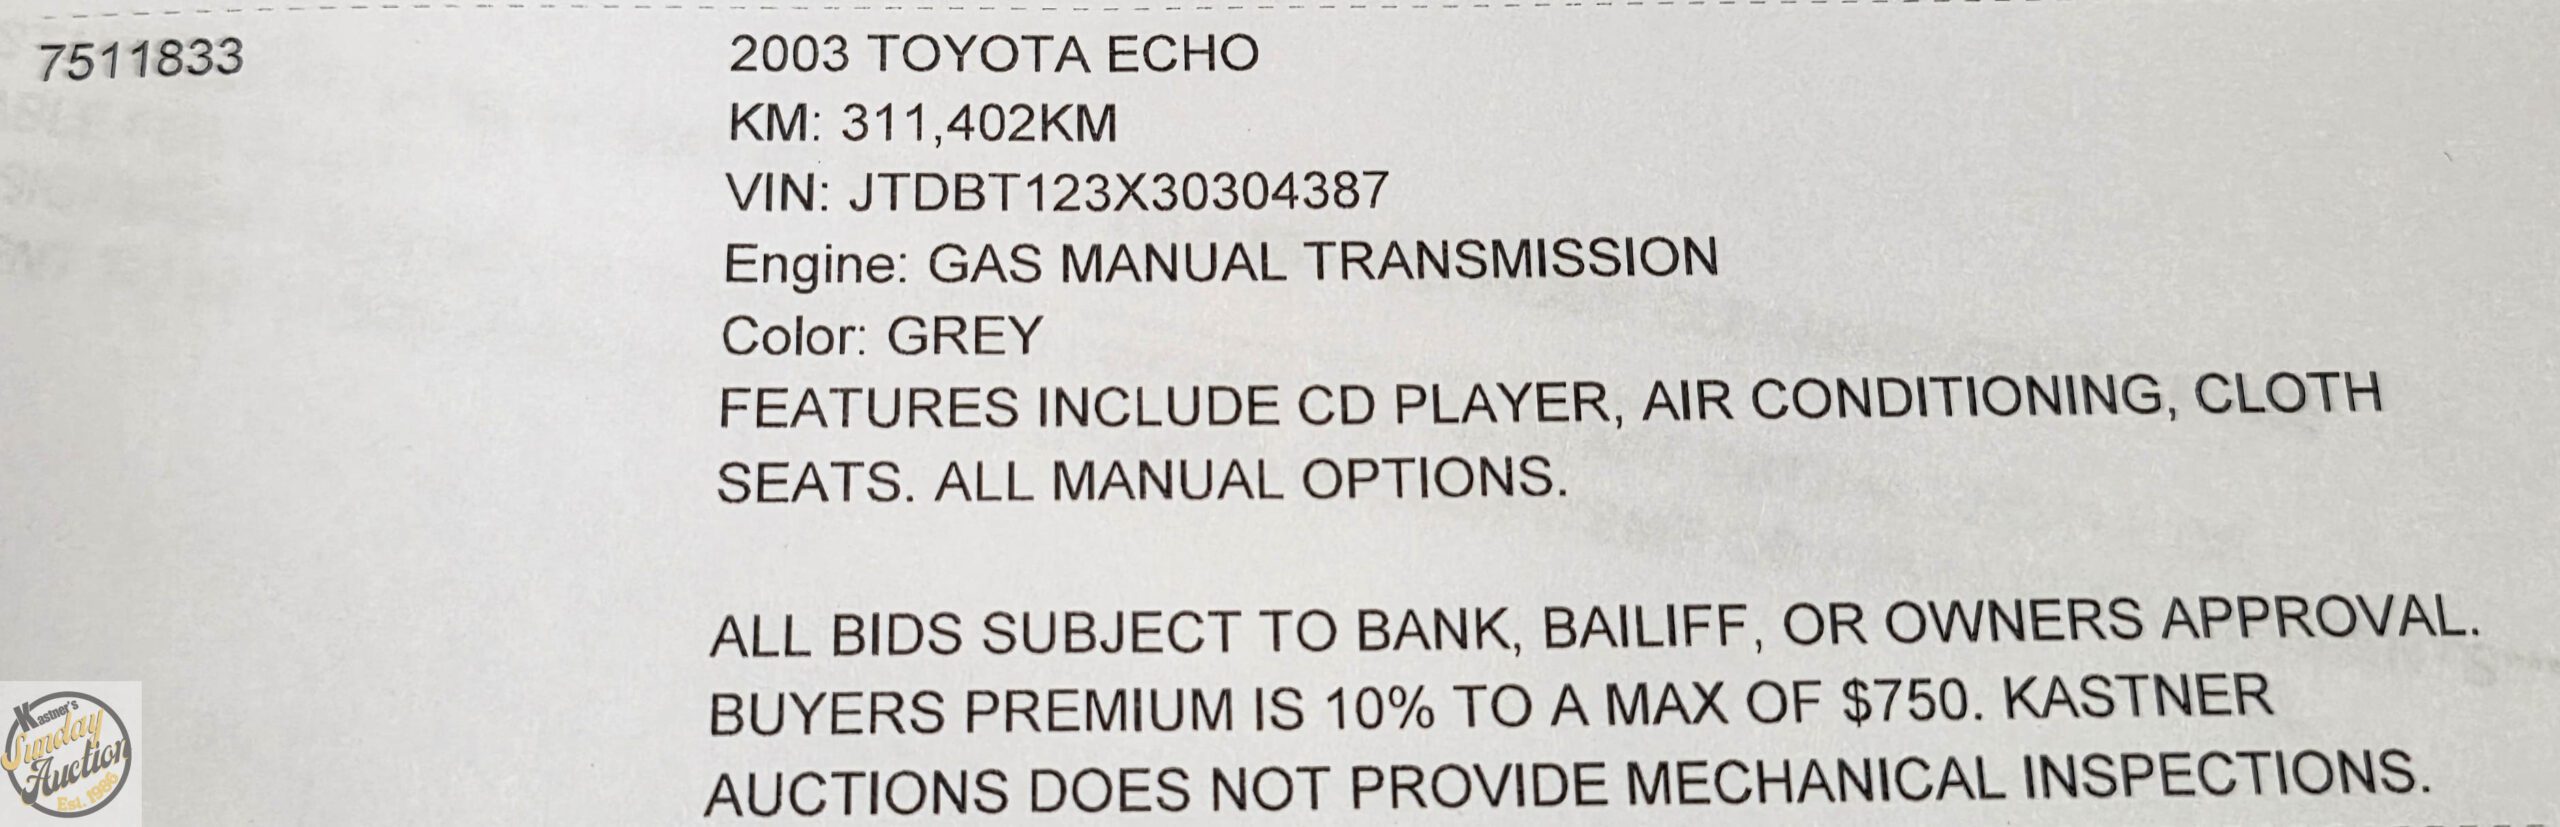 7511833
2003 TOYOTA ECHO
KM: 311,402KM
VIN: JTDBT123X30304387
Engine: GAS MANUAL TRANSMISSION
Color: GREY
FEATURES INCLUDE CD PLAYER, AIR CONDITIONING, CLOTH
SEATS. ALL MANUAL OPTIONS.
ALL BIDS SUBJECT TO BANK, BAILIFF, OR OWNERS APPROVAL.
BUYERS PREMIUM IS 10% TO A MAX OF $750. KASTNER
AUCTIONS DOES NOT PROVIDE MECHANICAL INSPECTIONS.
Kastner's
Sunday
Auction
Est. 1986